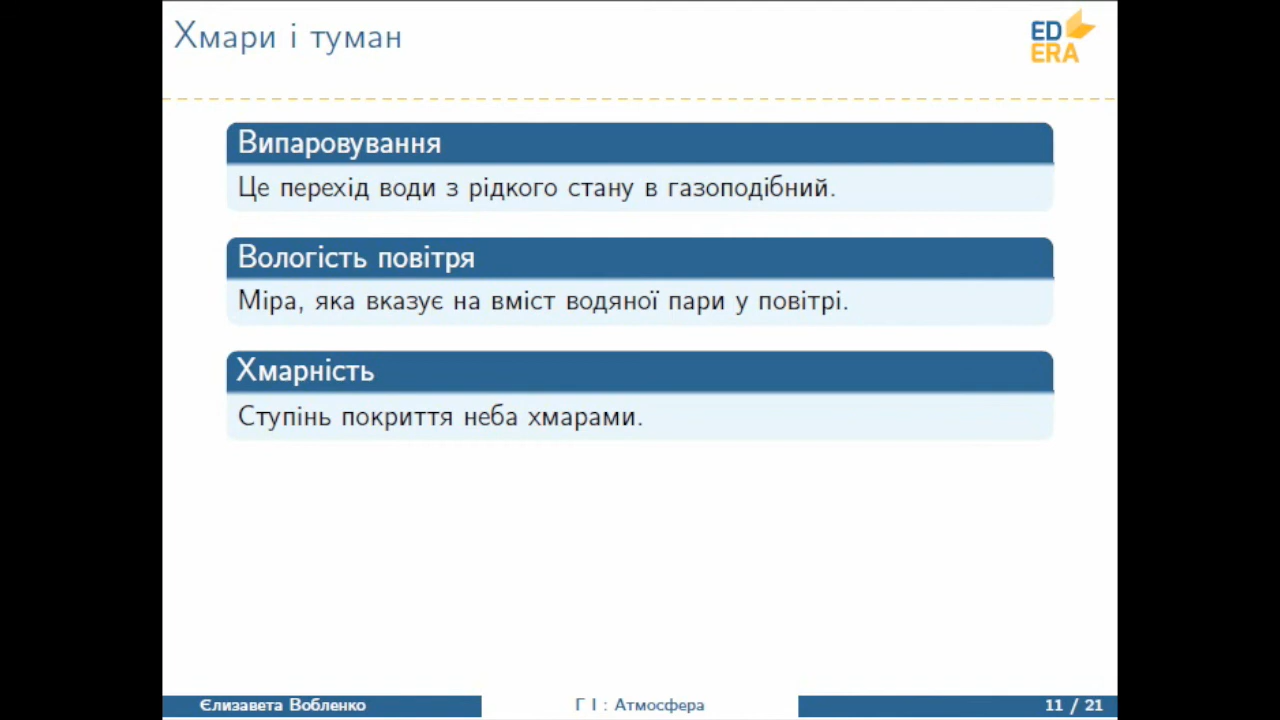 Хмари і туман
ED
ERA
Випаровування
Це перехід води з рідкого стану в газоподібний.
Вологість повітря
Міра, яка вказує на вміст водяної пари у повітрі.
Хмарність
Ступінь покриття неба хмарами.
Єлизавета Вобленко
Г І : Атмосфера
11 / 21